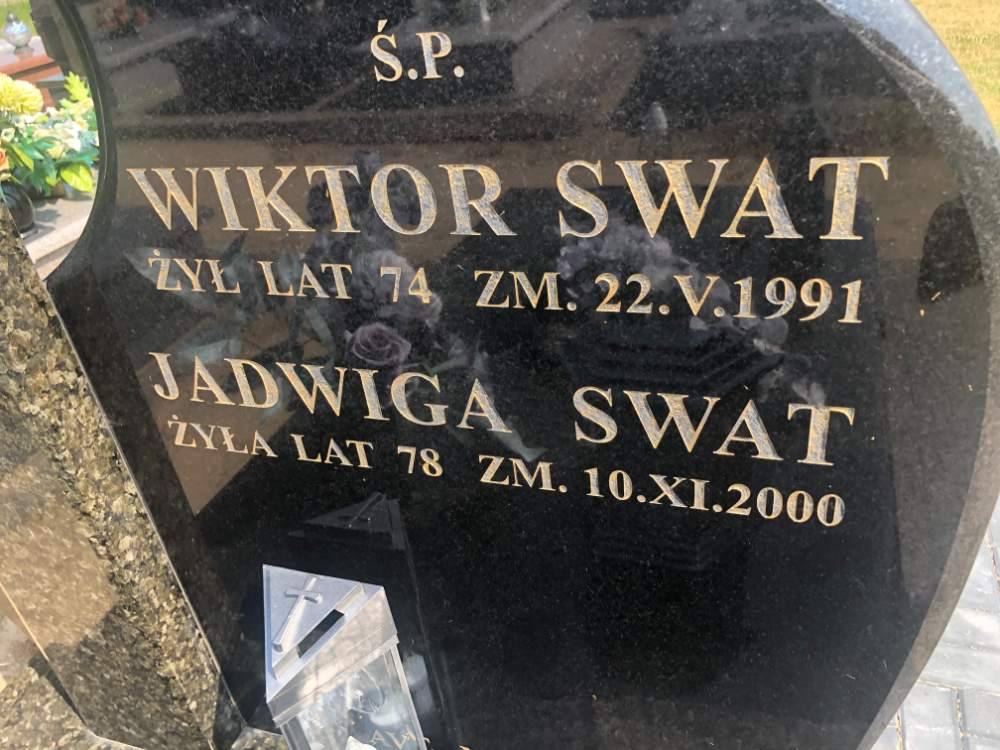 Ś.P.
WIKTOR SWAT
ŻYŁ LAT 74 ZM. 22.V.1991
JADWIGA SWAT
ŻYŁA LAT 78 ZM. 10.XI.2000